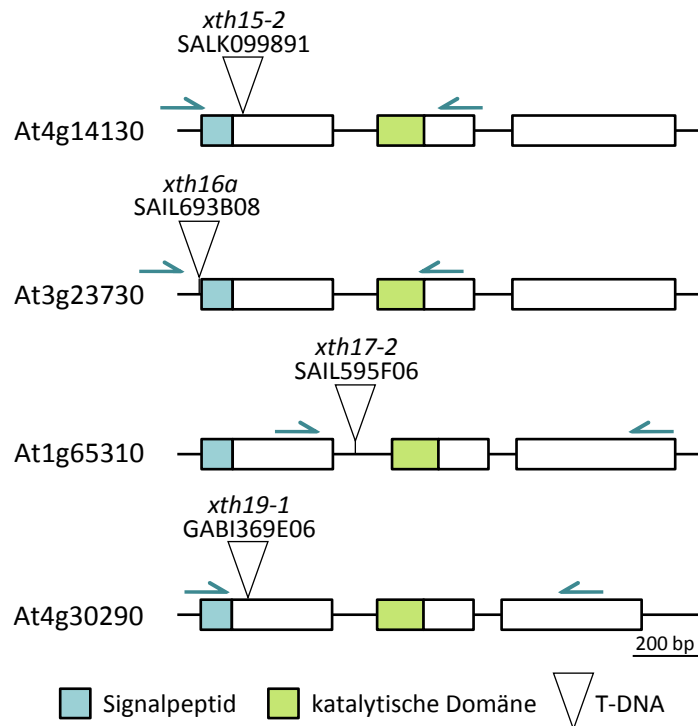 xth15-2
SALK099891
At4g14130
xth16a
SAIL693B08
At3g23730
xth17-2
SAIL595F06
At1g65310
xth19-1
GABI369E06
At4g30290
200 bp
Signalpeptid katalytische Domäne T-DNA